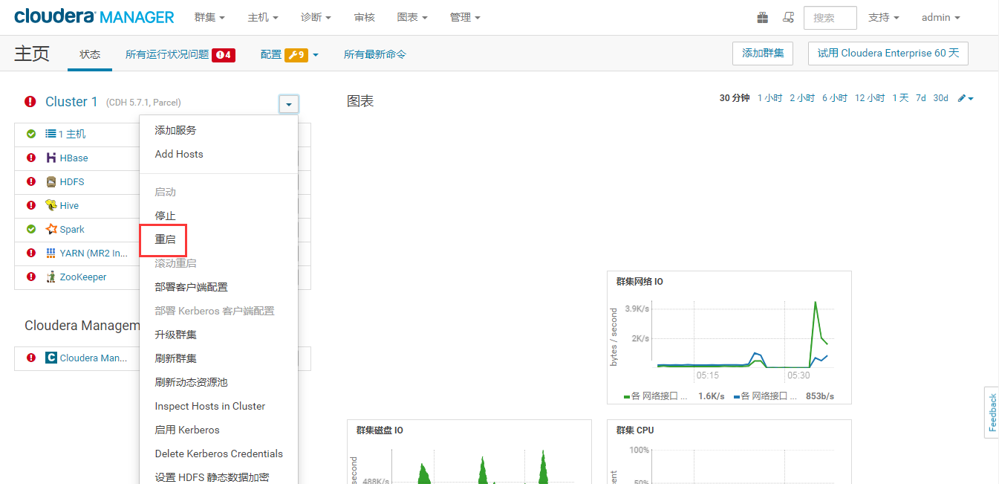 cloudera MANAGER 群集 主机 诊断 审核 图表 管理 搜索 支持 admin
主页 状态 所有运行状况问题 4 配置 9 所有最新命令 添加群集 试用 Cloudera Enterprise 60 天
Cluster 1 (CDH 5.7.1, Parcel)
1 主机
HBase
HDFS
Hive
Spark
YARN (MR2 In...
ZooKeeper
Cloudera Managem
C Cloudera Man...
添加服务
Add Hosts
启动
停止
重启
滚动重启
部署客户端配置
部署 Kerberos 客户端配置
升级群集
刷新群集
刷新动态资源池
Inspect Hosts in Cluster
启用 Kerberos
Delete Kerberos Credentials
设置 HDFS 静态数据加密
图表 30 分钟 1 小时 2 小时 6 小时 12 小时 1 天 7d 30d
群集网络 IO
bytes / second
3.9K/s
2K/s
05:15 05:30
各 网络接口 ... 1.6K/s 各 网络接口 ... 853b/s
群集磁盘 IO
second
488K/s
群集 CPU
100%
50%
Feedback